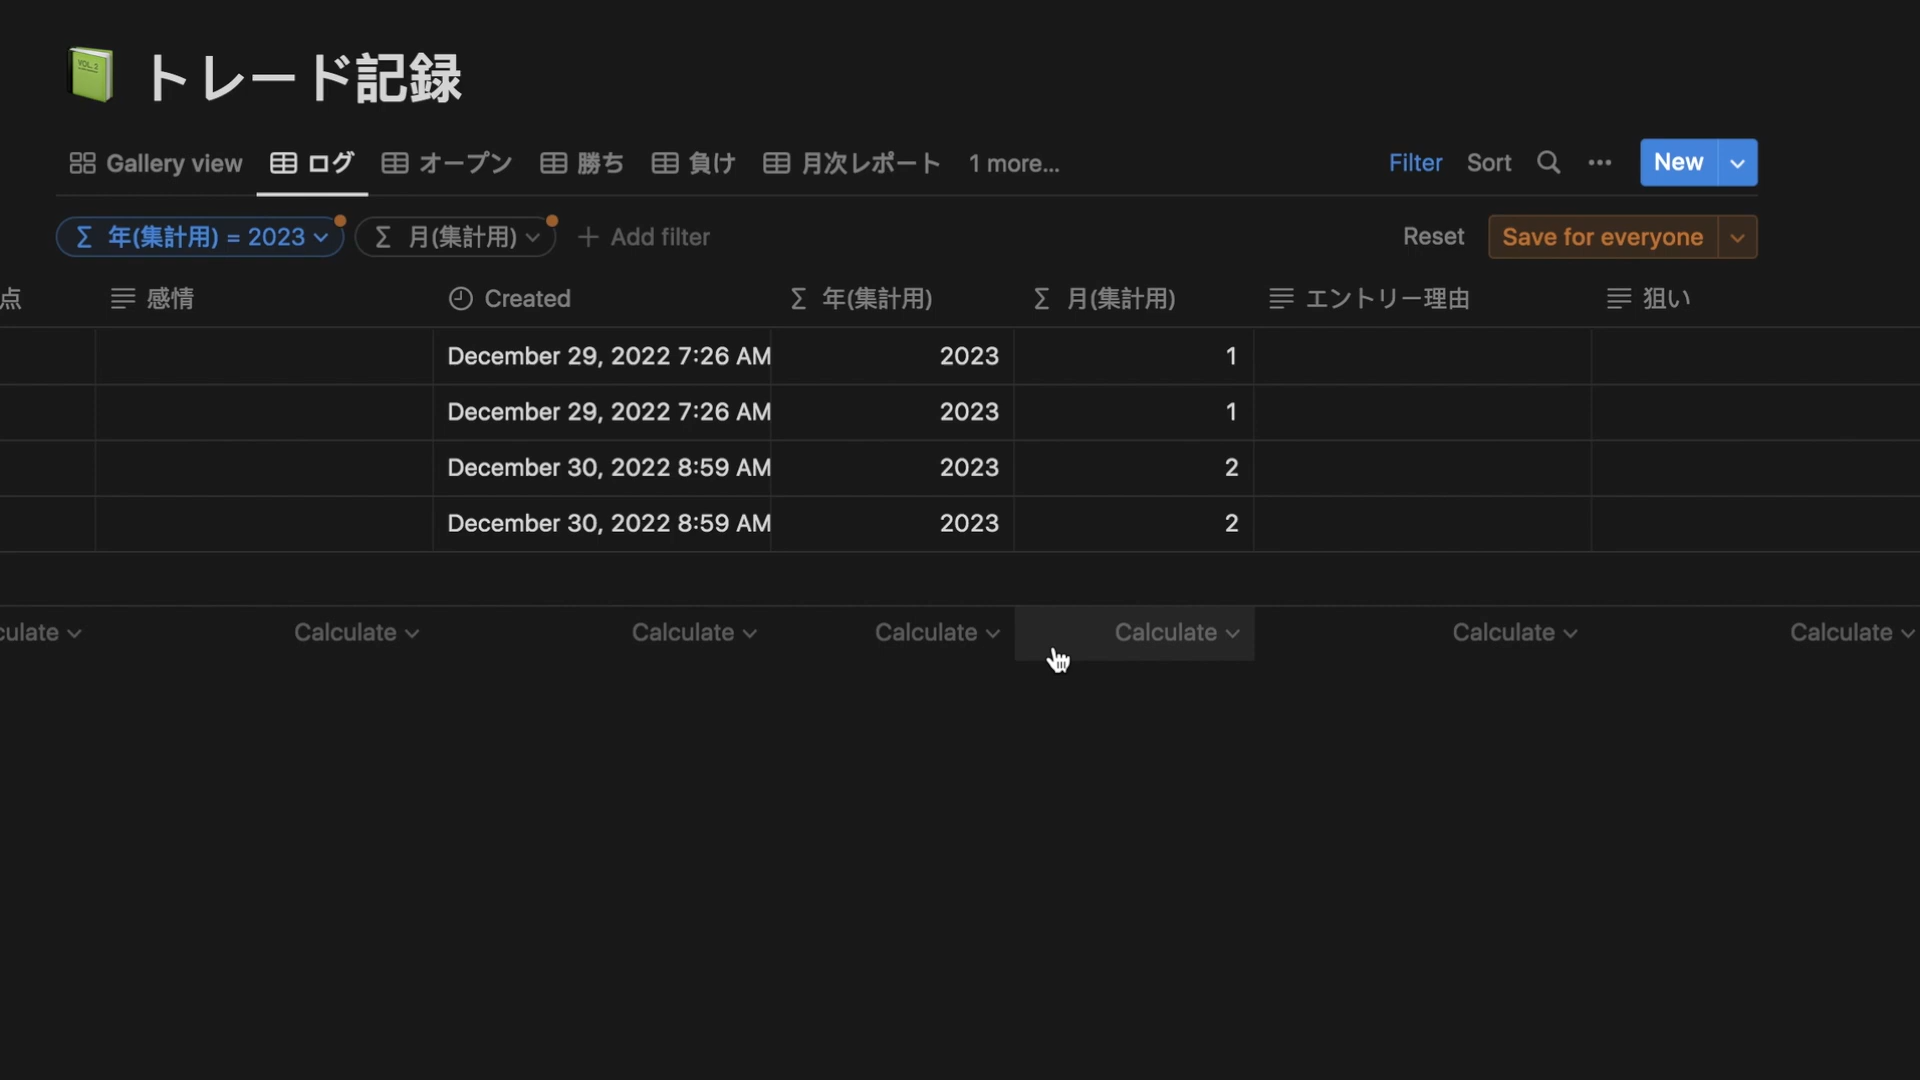 トレード記録
Gallery view ログ オープン 勝ち 負け 月次レポート 1 more... Filter Sort New
Σ 年(集計用) = 2023 Σ 月(集計用) + Add filter Reset Save for everyone
点 感情 Created Σ 年(集計用) Σ 月(集計用) エントリー理由 狙い
December 29, 2022 7:26 AM 2023 1
December 29, 2022 7:26 AM 2023 1
December 30, 2022 8:59 AM 2023 2
December 30, 2022 8:59 AM 2023 2
culate Calculate Calculate Calculate Calculate Calculate Calculate